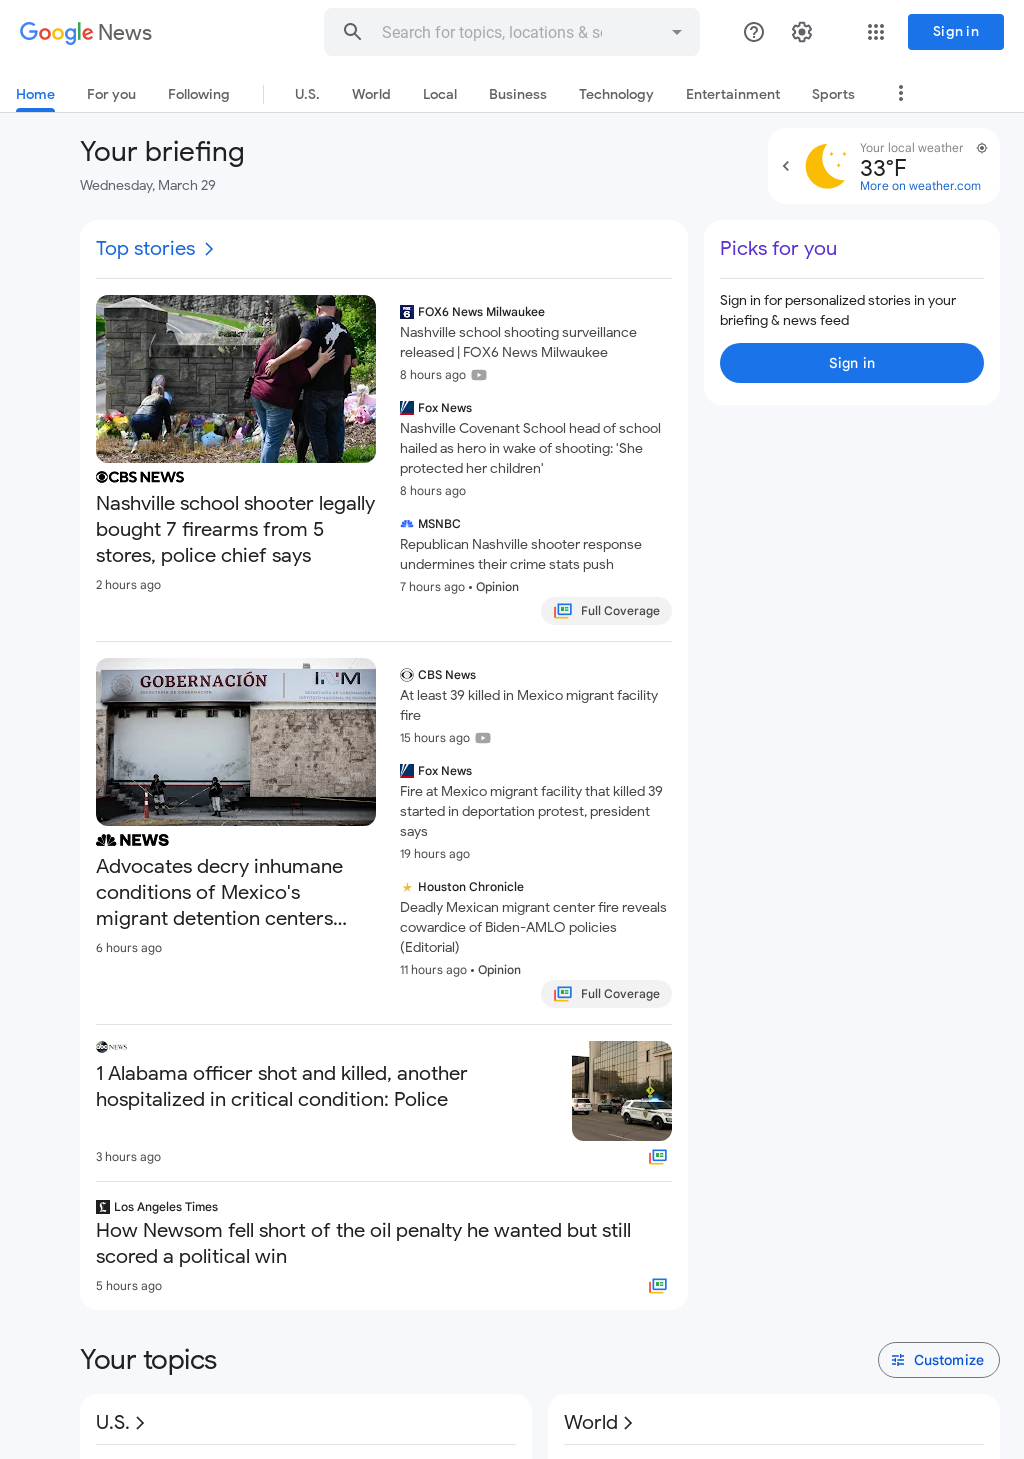 Google News
Search for topics, locations & so
Sign in
Home
For you
Following
U.S.
World
Local
Business
Technology
Entertainment
Sports
Your briefing
Wednesday, March 29
Your local weather
33°F
More on weather.com
Top stories
CBS NEWS
Nashville school shooter legally
bought 7 firearms from 5
stores, police chief says
2 hours ago
FOX6 News Milwaukee
Nashville school shooting surveillance
released | FOX6 News Milwaukee
8 hours ago
Fox News
Nashville Covenant School head of school
hailed as hero in wake of shooting: 'She
protected her children'
8 hours ago
MSNBC
Republican Nashville shooter response
undermines their crime stats push
7 hours ago • Opinion
Full Coverage
Picks for you
Sign in for personalized stories in your
briefing & news feed
Sign in
GOBERNACIÓN
SECRETARÍA DE GOBERNACIÓN
INM
NEWS
Advocates decry inhumane
conditions of Mexico's
migrant detention centers...
6 hours ago
CBS News
At least 39 killed in Mexico migrant facility
fire
15 hours ago
Fox News
Fire at Mexico migrant facility that killed 39
started in deportation protest, president
says
19 hours ago
Houston Chronicle
Deadly Mexican migrant center fire reveals
cowardice of Biden-AMLO policies
(Editorial)
11 hours ago • Opinion
Full Coverage
abc NEWS
1 Alabama officer shot and killed, another
hospitalized in critical condition: Police
3 hours ago
Los Angeles Times
How Newsom fell short of the oil penalty he wanted but still
scored a political win
5 hours ago
Your topics
Customize
U.S.
World